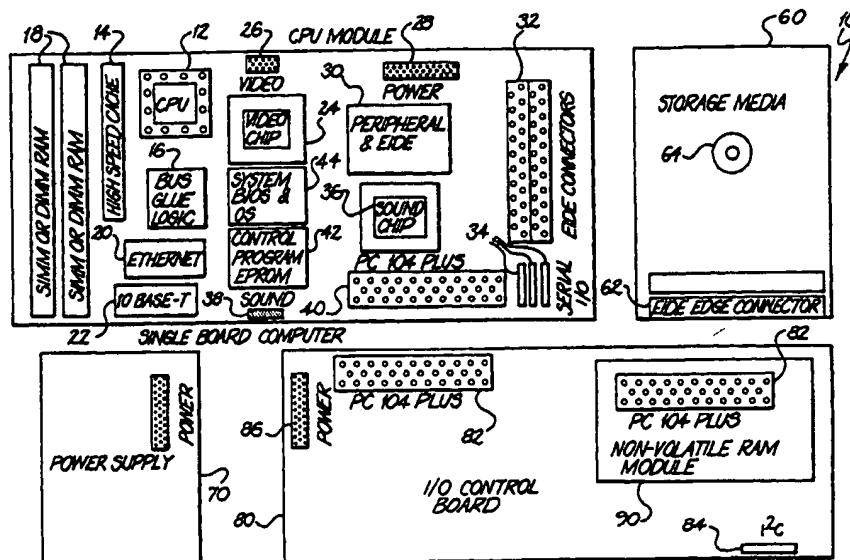 18
14
12
26
CPU MODULE
28
32
60
10
CPU
VIDEO
POWER
30
24
HIGH SPEED CACHE
SIMM OR DIMM RAM
SIMM OR DIMM RAM
VIDEO
CHIP
PERIPHERAL
& EIDE
STORAGE MEDIA
64
16
44
BUS
GLUE
LOGIC
SYSTEM
BIOS &
OS
36
SOUND
CHIP
EIDE CONNECTORS
20
42
34
ETHERNET
CONTROL
PROGRAM
EPROM
PC 104 PLUS
10 BASE-T
38
SOUND
40
SERIAL
I/O
62
EIDE EDGE CONNECTOR
22
SINGLE BOARD COMPUTER
82
POWER
86
POWER
PC 104 PLUS
82
PC 104 PLUS
POWER SUPPLY
70
NON-VOLATILE RAM
MODULE
I/O CONTROL
BOARD
80
90
84
I²C